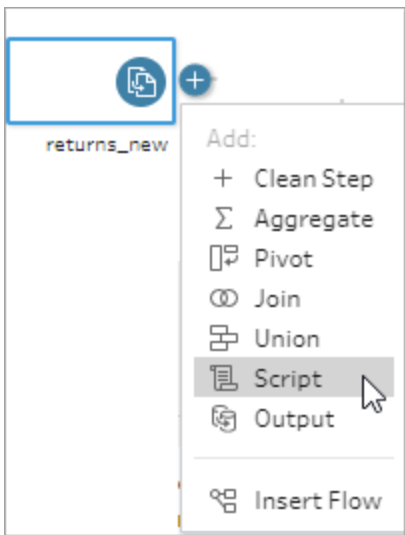 returns_new
Add:
Clean Step
Aggregate
Pivot
Join
Union
Script
Output
Insert Flow